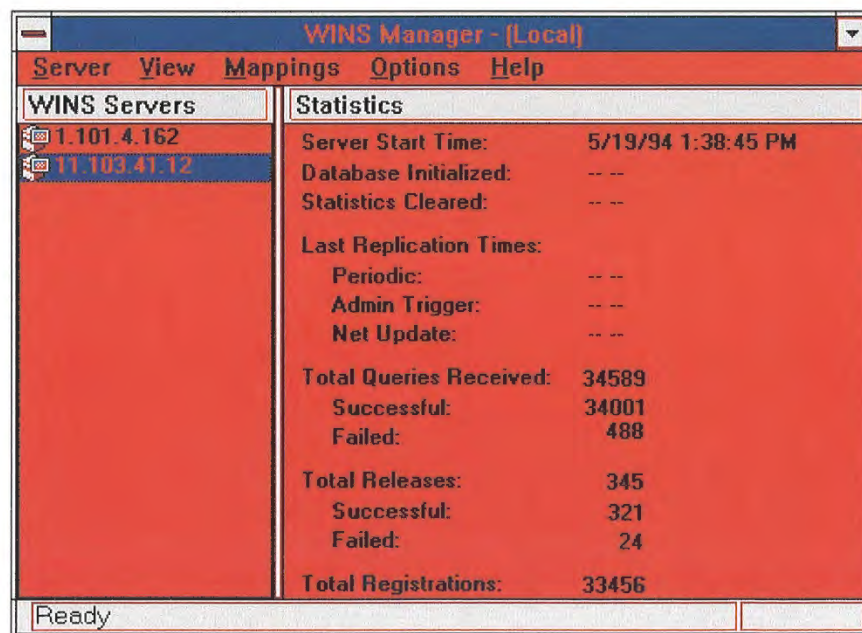 WINS Manager - (Local)
Server View Mappings Options Help
WINS Servers
1.101.4.162
11.103.41.12
Statistics
Server Start Time: 5/19/94 1:38:45 PM
Database Initialized: -- --
Statistics Cleared: -- --
Last Replication Times:
Periodic: -- --
Admin Trigger: -- --
Net Update: -- --
Total Queries Received: 34589
Successful: 34001
Failed: 488
Total Releases: 345
Successful: 321
Failed: 24
Total Registrations: 33456
Ready